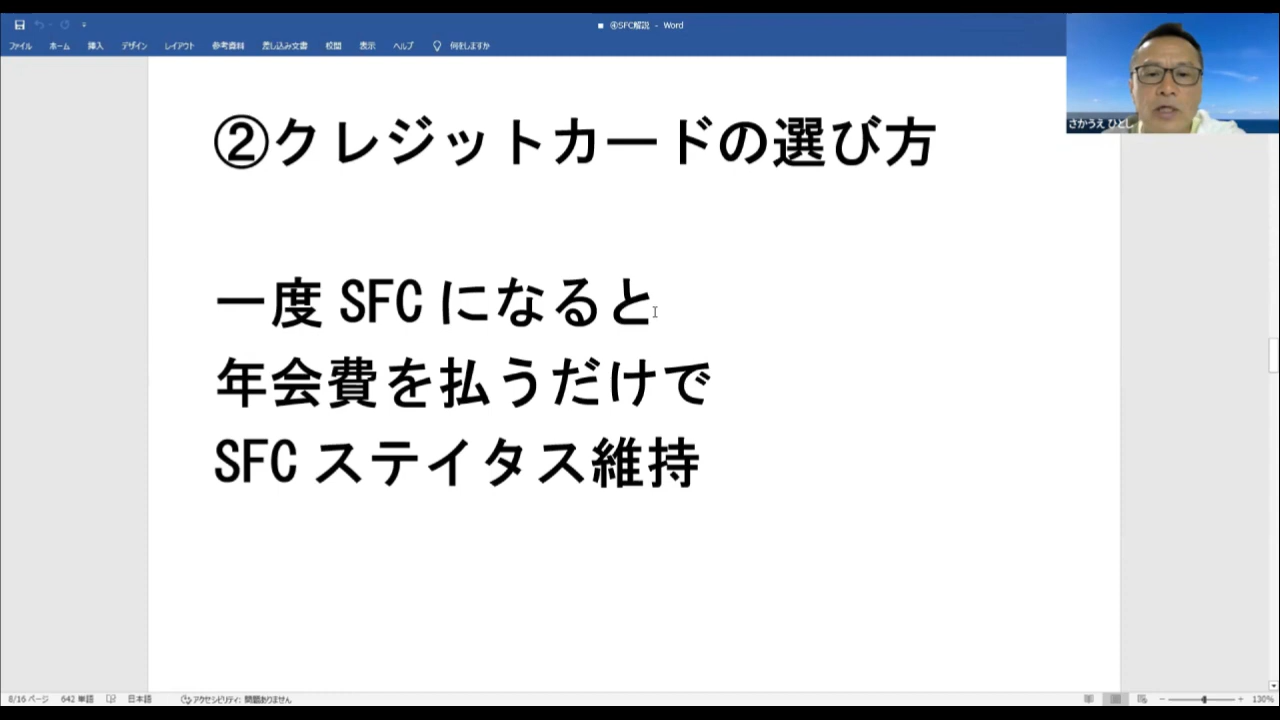 ■ ④SFC解説 - Word
ファイル ホーム 挿入 デザイン レイアウト 参考資料 差し込み文書 校閲 表示 ヘルプ 何をしますか
さかうえ ひとし
②クレジットカードの選び方
一度 SFC になると
年会費を払うだけで
SFC ステイタス維持
8/16 ページ 642 単語 日本語 アクセシビリティ: 問題ありません 130%